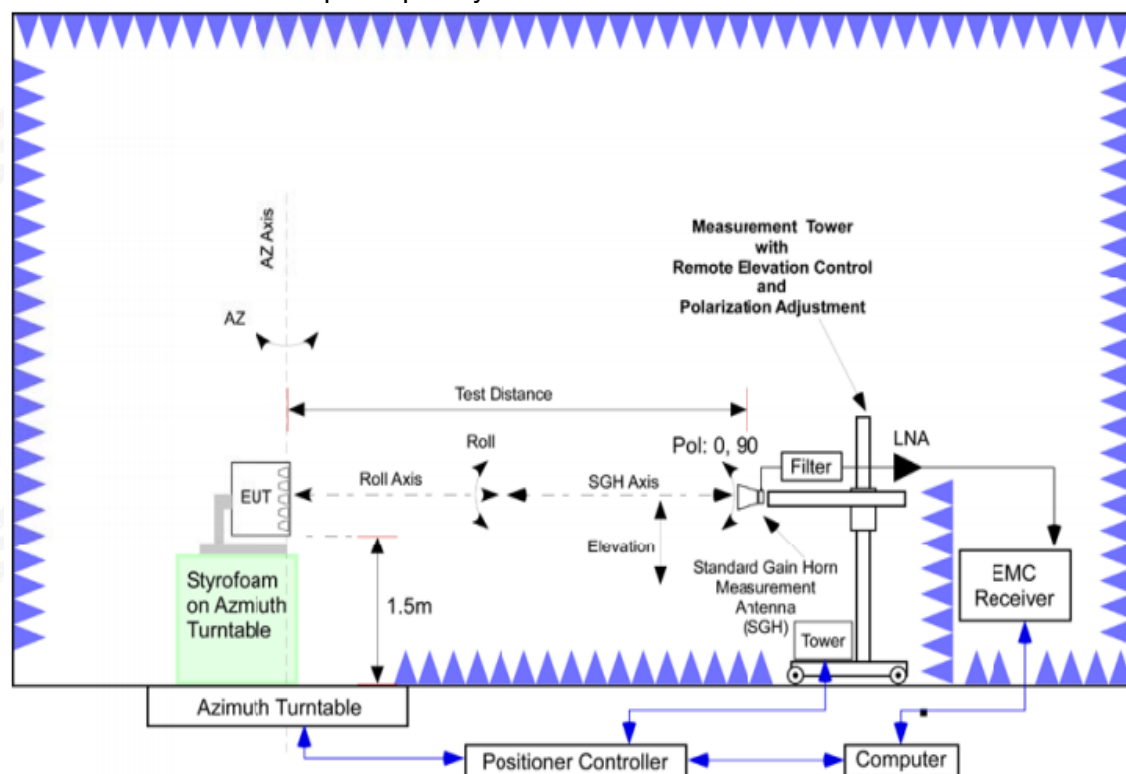 AZ Axis
AZ
Measurement Tower
with
Remote Elevation Control
and
Polarization Adjustment
Test Distance
Roll
Pol: 0, 90
LNA
Filter
EUT
Roll Axis
SGH Axis
Elevation
Standard Gain Horn
Measurement
Antenna
(SGH)
EMC
Receiver
Styrofoam
on Azmiuth
Turntable
1.5m
Tower
Azimuth Turntable
Positioner Controller
Computer